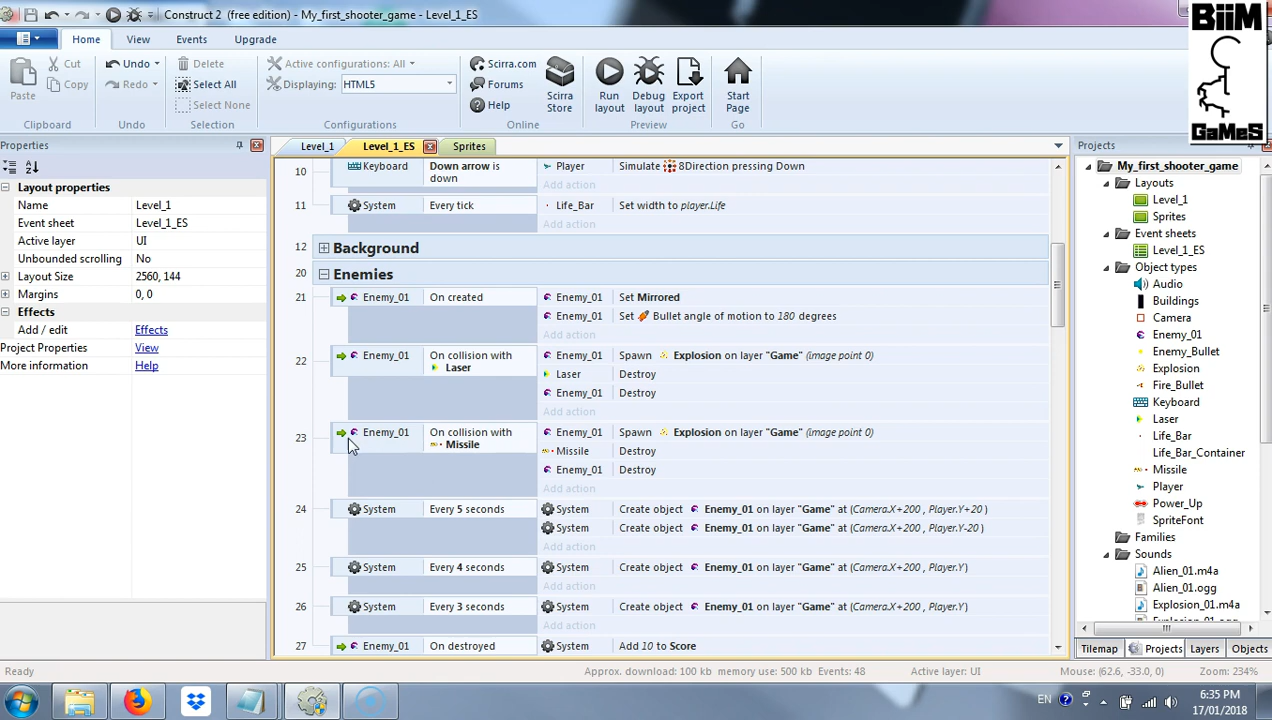 Construct 2 (free edition) - My_first_shooter_game - Level_1_ES
BiiM
GaMeS
Home View Events Upgrade
Paste
Cut
Copy
Clipboard
Undo
Redo
Undo
Delete
Select All
Select None
Selection
Active configurations: All
Displaying: HTML5
Configurations
Scirra.com
Forums
Help
Scirra Store
Online
Run layout
Debug layout
Export project
Preview
Start Page
Go
Properties
Layout properties
Name Level_1
Event sheet Level_1_ES
Active layer UI
Unbounded scrolling No
Layout Size 2560, 144
Margins 0, 0
Effects
Add / edit Effects
Project Properties View
More information Help
Level_1 Level_1_ES Sprites
10 Keyboard Down arrow is down Player Simulate 8Direction pressing Down
Add action
11 System Every tick Life_Bar Set width to player.Life
Add action
12 Background
20 Enemies
21 Enemy_01 On created Enemy_01 Set Mirrored
Enemy_01 Set Bullet angle of motion to 180 degrees
Add action
22 Enemy_01 On collision with Laser Enemy_01 Spawn Explosion on layer "Game" (image point 0)
Laser Destroy
Enemy_01 Destroy
Add action
23 Enemy_01 On collision with Missile Enemy_01 Spawn Explosion on layer "Game" (image point 0)
Missile Destroy
Enemy_01 Destroy
Add action
24 System Every 5 seconds System Create object Enemy_01 on layer "Game" at (Camera.X+200 , Player.Y+20 )
System Create object Enemy_01 on layer "Game" at (Camera.X+200 , Player.Y-20 )
Add action
25 System Every 4 seconds System Create object Enemy_01 on layer "Game" at (Camera.X+200 , Player.Y)
Add action
26 System Every 3 seconds System Create object Enemy_01 on layer "Game" at (Camera.X+200 , Player.Y)
Add action
27 Enemy_01 On destroyed System Add 10 to Score
Projects
My_first_shooter_game
Layouts
Level_1
Sprites
Event sheets
Level_1_ES
Object types
Audio
Buildings
Camera
Enemy_01
Enemy_Bullet
Explosion
Fire_Bullet
Keyboard
Laser
Life_Bar
Life_Bar_Container
Missile
Player
Power_Up
SpriteFont
Families
Sounds
Alien_01.m4a
Alien_01.ogg
Explosion_01.m4a
Tilemap Projects Layers Objects
Ready Approx. download: 100 kb memory use: 500 kb Events: 48 Active layer: UI Mouse: (62.6, -33.0, 0) Zoom: 234%
EN
6:35 PM
17/01/2018